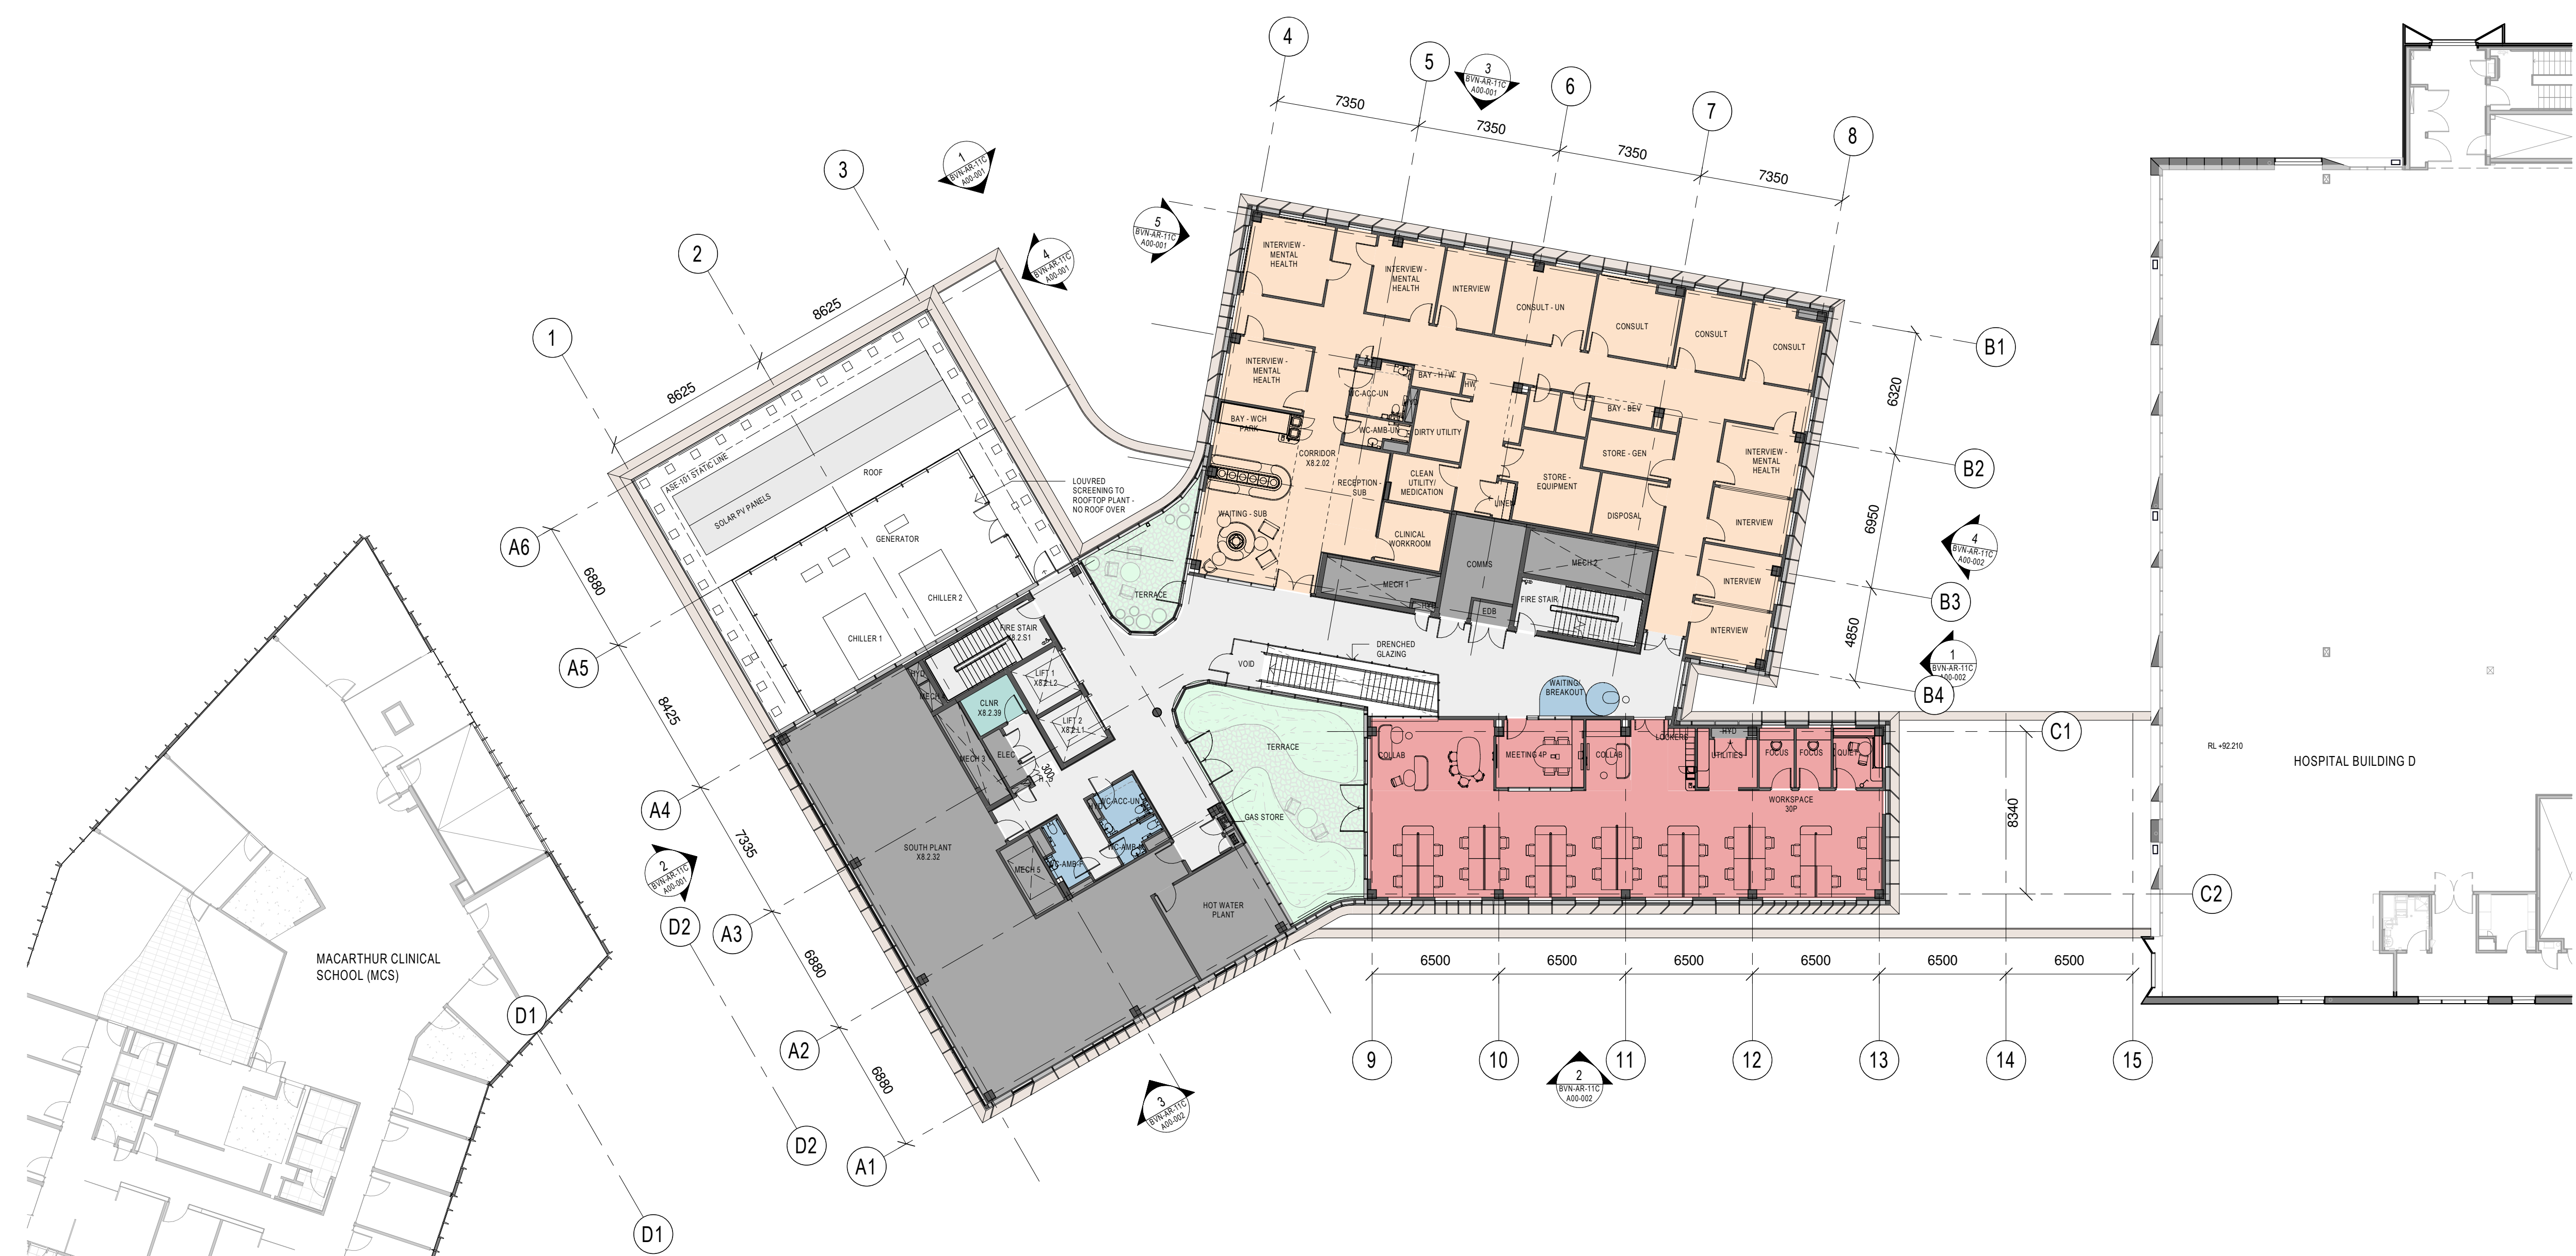 4
5
6
7
8
3
BVN-AR-11C
A00-001
7350
7350
7350
7350
3
1
BVN-AR-11C
A00-001
5
BVN-AR-11C
A00-001
4
BVN-AR-11C
A00-001
2
1
8625
8625
INTERVIEW -
MENTAL
HEALTH
INTERVIEW -
MENTAL
HEALTH
INTERVIEW
CONSULT - UN
CONSULT
CONSULT
CONSULT
B1
6320
INTERVIEW -
MENTAL
HEALTH
WC-ACC-UN
BAY - H / W
HW
BAY - BEV
BAY - WCH
PARK
WC-AMB-UN
DIRTY UTILITY
STORE - GEN
INTERVIEW -
MENTAL
HEALTH
B2
CORRIDOR
X8.2.02
RECEPTION -
SUB
CLEAN
UTILITY/
MEDICATION
STORE -
EQUIPMENT
LINEN
DISPOSAL
INTERVIEW
6950
WAITING - SUB
CLINICAL
WORKROOM
COMMS
MECH 2
MECH 1
EDB
FIRE STAIR
INTERVIEW
INTERVIEW
B3
4850
4
BVN-AR-11C
A00-002
1
BVN-AR-11C
A00-002
B4
ASE-101 STATIC LINE
SOLAR PV PANELS
ROOF
LOUVRED
SCREENING TO
ROOFTOP PLANT -
NO ROOF OVER
GENERATOR
CHILLER 2
CHILLER 1
TERRACE
A6
6880
A5
8425
FIRE STAIR
X8.2.S1
LIFT 1
X8.2.L2
LIFT 2
X8.2.L1
HYD
MECH 4
CLNR
X8.2.39
ELEC
MECH 3
300
VOID
DRENCHED
GLAZING
WAITING/
BREAKOUT
TERRACE
COLLAB
MEETING 4P
COLLAB
LOCKERS
HYD
UTILITIES
FOCUS
FOCUS
QUIET
WORKSPACE
30P
C1
8340
C2
RL +92.210
HOSPITAL BUILDING D
A4
7335
2
BVN-AR-11C
A00-001
SOUTH PLANT
X8.2.32
WC-ACC-UN
GAS STORE
WC-AMB-F
MECH 5
HOT WATER
PLANT
D2
A3
6880
MACARTHUR CLINICAL
SCHOOL (MCS)
D1
A2
6880
6500
6500
6500
6500
6500
6500
9
10
11
12
13
14
15
2
BVN-AR-11C
A00-002
3
BVN-AR-11C
A00-002
D2
A1
D1